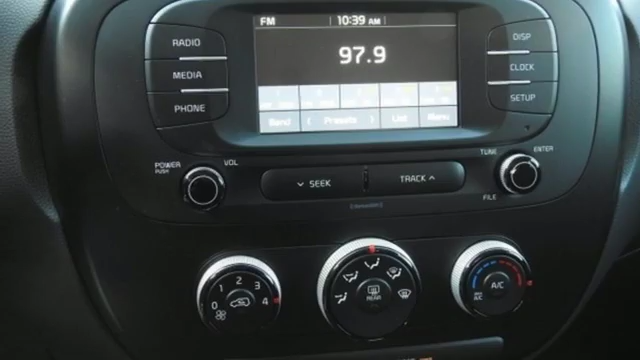 FM 10:39 AM
97.9
Band ( Presets ) List Menu
RADIO
MEDIA
PHONE
DISP
CLOCK
SETUP
POWER PUSH
VOL
SEEK
TRACK
TUNE
ENTER
FILE
0 1 2 3 4
REAR
A/C
A/C